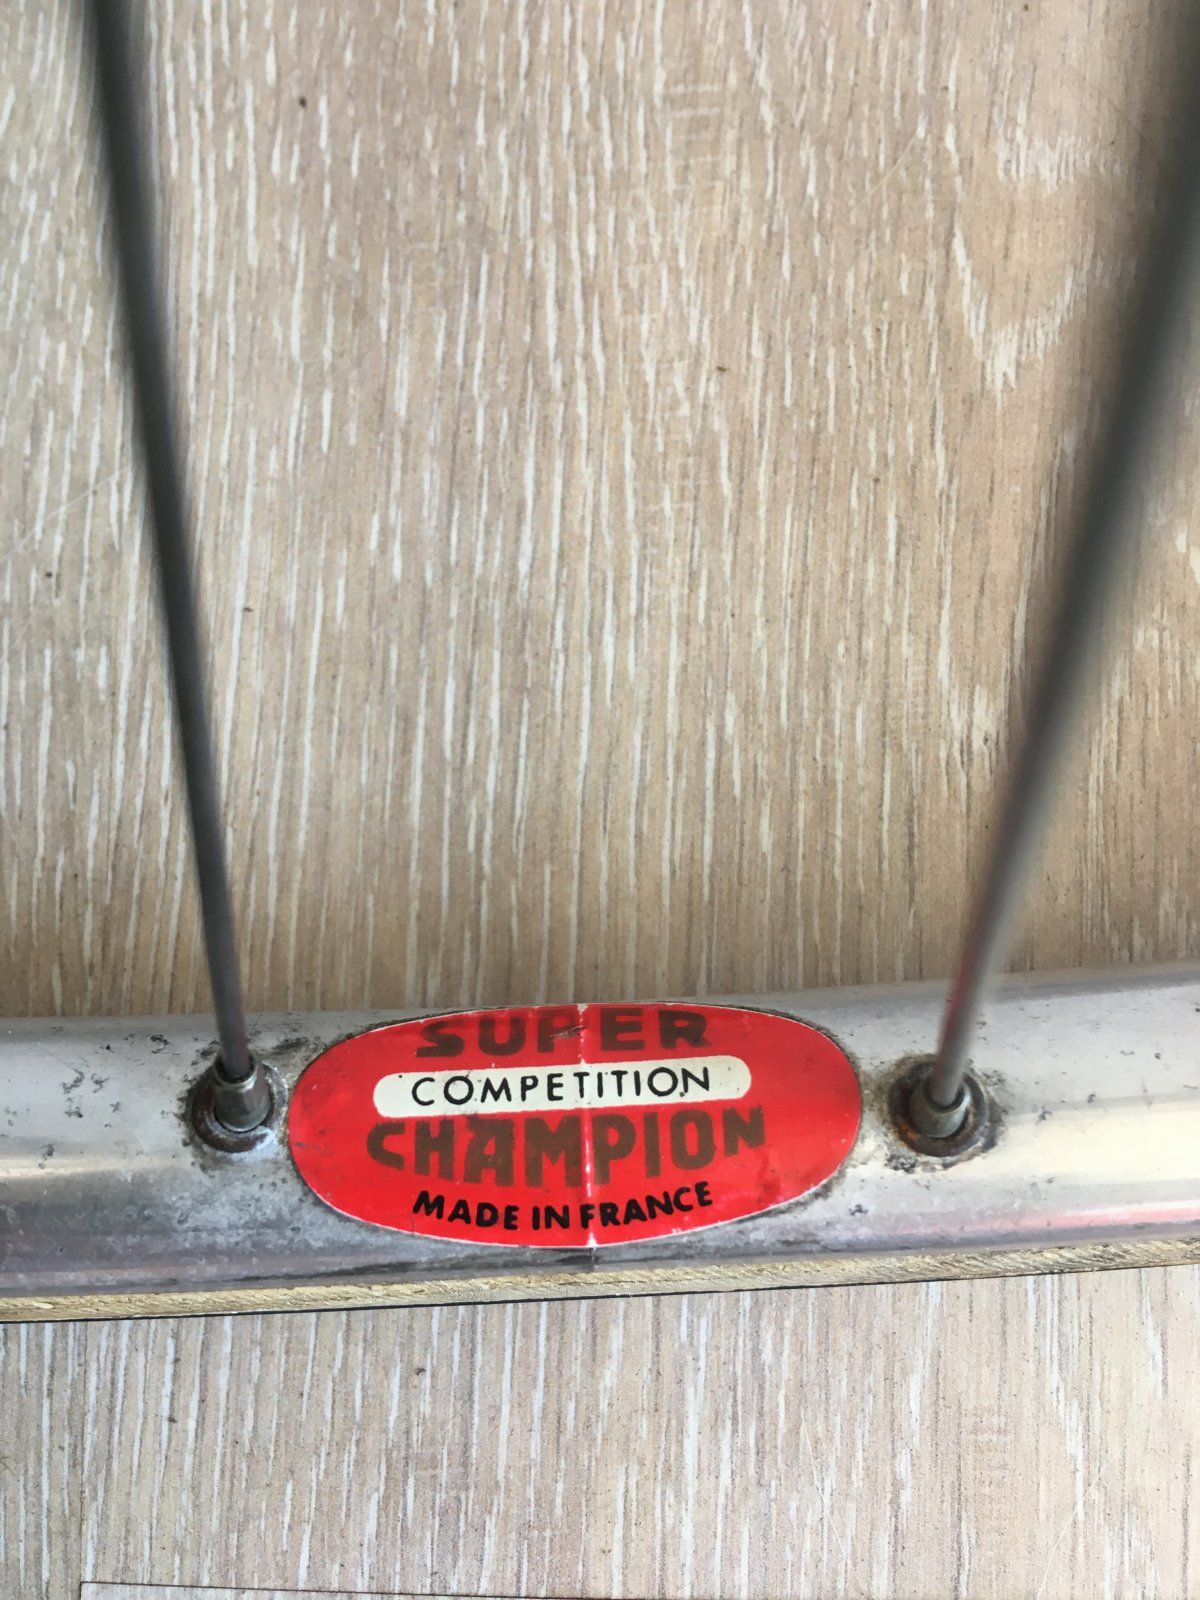 SUPER
COMPETITION
CHAMPION
MADE IN FRANCE